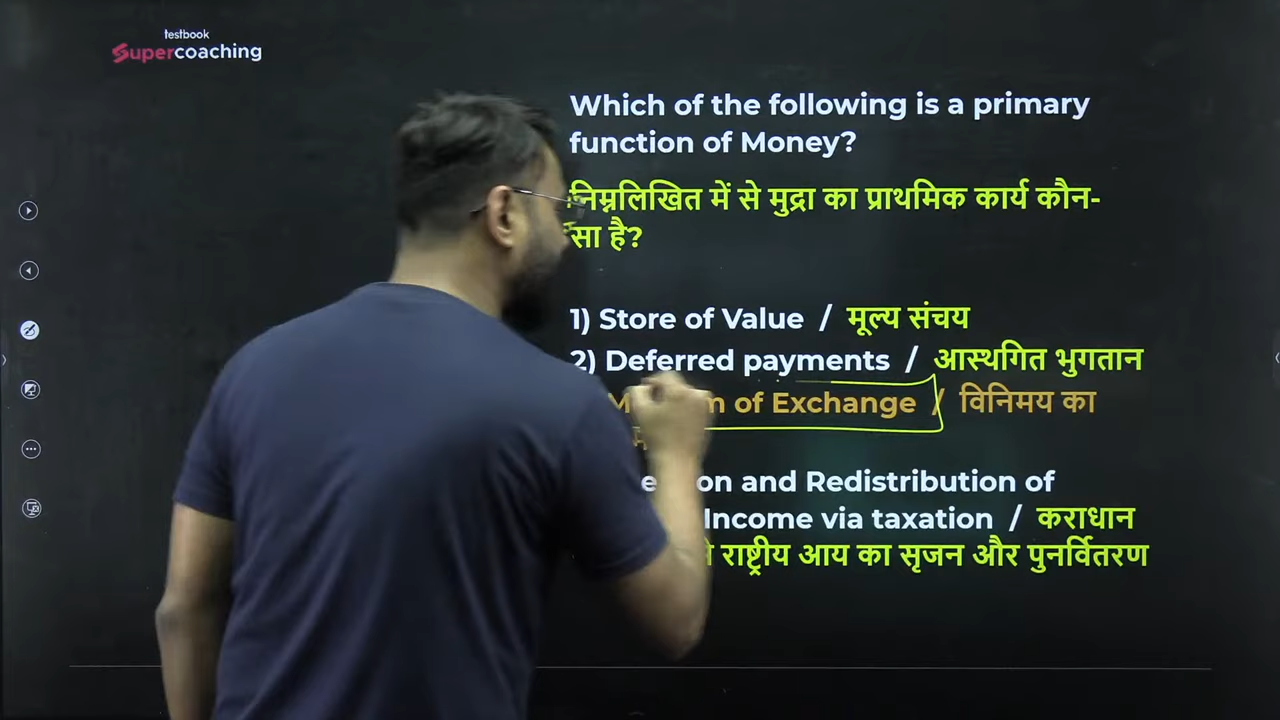 testbook
Supercoaching
Which of the following is a primary
function of Money?
निम्नलिखित में से मुद्रा का प्राथमिक कार्य कौन-
सा है?
1) Store of Value / मूल्य संचय
2) Deferred payments / आस्थगित भुगतान
of Exchange / विनिमय का
and Redistribution of
Income via taxation / कराधान
राष्ट्रीय आय का सृजन और पुनर्वितरण